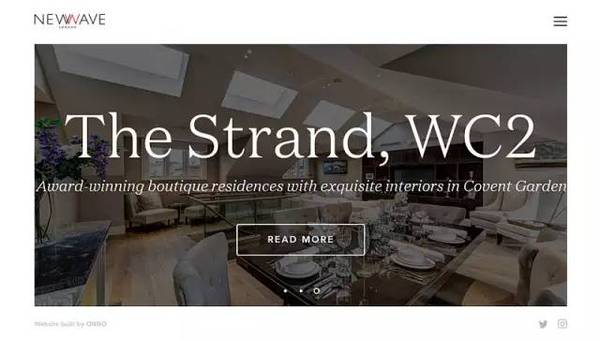 NEWWAVE
LONDON
The Strand, WC2
Award-winning boutique residences with exquisite interiors in Covent Garden
READ MORE
Website built by